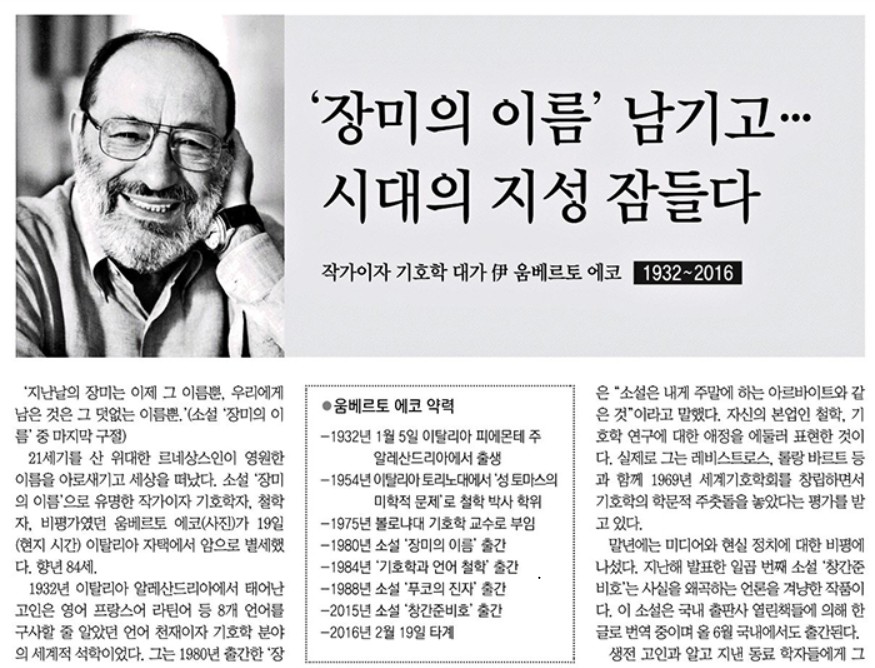 ‘장미의 이름’ 남기고…
시대의 지성 잠들다
작가이자 기호학 대가 伊 움베르토 에코 1932~2016
‘지난날의 장미는 이제 그 이름뿐, 우리에게
남은 것은 그 덧없는 이름뿐.’(소설 ‘장미의 이
름’ 중 마지막 구절)
21세기를 산 위대한 르네상스인이 영원한
이름을 아로새기고 세상을 떠났다. 소설 ‘장미
의 이름’으로 유명한 작가이자 기호학자, 철학
자, 비평가였던 움베르토 에코(사진)가 19일
(현지 시간) 이탈리아 자택에서 암으로 별세했
다. 향년 84세.
1932년 이탈리아 알레산드리아에서 태어난
고인은 영어 프랑스어 라틴어 등 8개 언어를
구사할 줄 알았던 언어 천재이자 기호학 분야
의 세계적 석학이었다. 그는 1980년 출간한 ‘장
●움베르토 에코 약력
–1932년 1월 5일 이탈리아 피에몬테 주
알레산드리아에서 출생
–1954년 이탈리아 토리노대에서 ‘성 토마스의
미학적 문제’로 철학 박사 학위
–1975년 볼로냐대 기호학 교수로 부임
–1980년 소설 ‘장미의 이름’ 출간
–1984년 ‘기호학과 언어 철학’ 출간
–1988년 소설 ‘푸코의 진자’ 출간
–2015년 소설 ‘창간준비호’ 출간
–2016년 2월 19일 타계
은 “소설은 내게 주말에 하는 아르바이트와 같
은 것”이라고 말했다. 자신의 본업인 철학, 기
호학 연구에 대한 애정을 에둘러 표현한 것이
다. 실제로 그는 레비스트로스, 롤랑 바르트 등
과 함께 1969년 세계기호학회를 창립하면서
기호학의 학문적 주춧돌을 놓았다는 평가를 받
고 있다.
말년에는 미디어와 현실 정치에 대한 비평에
나섰다. 지난해 발표한 일곱 번째 소설 ‘창간준
비호’는 사실을 왜곡하는 언론을 겨냥한 작품이
다. 이 소설은 국내 출판사 열린책들에 의해 한
글로 번역 중이며 올 6월 국내에서도 출간된다.
생전 고인과 알고 지낸 동료 학자들에게 그